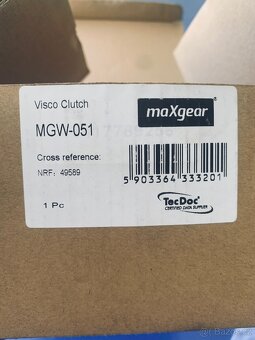 Visco Clutch
maXgear
MGW-051
Cross reference:
NRF: 49589
5 903364 333201
1 Pc
TecDoc
CERTIFIED DATA SUPPLIER